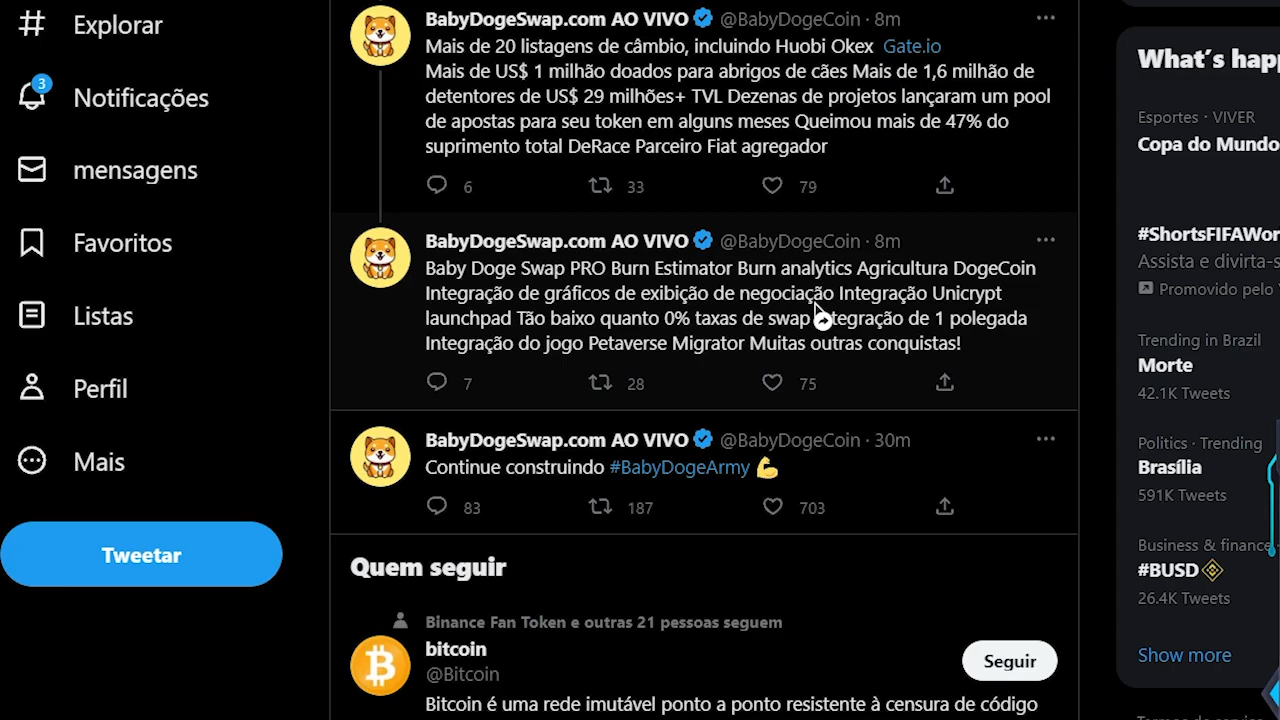 Explorar
3
Notificações
mensagens
Favoritos
Listas
Perfil
Mais
Tweetar
BabyDogeSwap.com AO VIVO @BabyDogeCoin · 8m
Mais de 20 listagens de câmbio, incluindo Huobi Okex Gate.io
Mais de US$ 1 milhão doados para abrigos de cães Mais de 1,6 milhão de
detentores de US$ 29 milhões+ TVL Dezenas de projetos lançaram um pool
de apostas para seu token em alguns meses Queimou mais de 47% do
suprimento total DeRace Parceiro Fiat agregador
6 33 79
BabyDogeSwap.com AO VIVO @BabyDogeCoin · 8m
Baby Doge Swap PRO Burn Estimator Burn analytics Agricultura DogeCoin
Integração de gráficos de exibição de negociação Integração Unicrypt
launchpad Tão baixo quanto 0% taxas de swap Integração de 1 polegada
Integração do jogo Petaverse Migrator Muitas outras conquistas!
7 28 75
BabyDogeSwap.com AO VIVO @BabyDogeCoin · 30m
Continue construindo #BabyDogeArmy 💪
83 187 703
Quem seguir
Binance Fan Token e outras 21 pessoas seguem
bitcoin
@Bitcoin
Seguir
Bitcoin é uma rede imutável ponto a ponto resistente à censura de código
What's hap
Esportes · VIVER
Copa do Mundo
#ShortsFIFAWor
Assista e divirta-s
Promovido pelo
Trending in Brazil
Morte
42.1K Tweets
Politics · Trending
Brasília
591K Tweets
Business & finance
#BUSD
26.4K Tweets
Show more